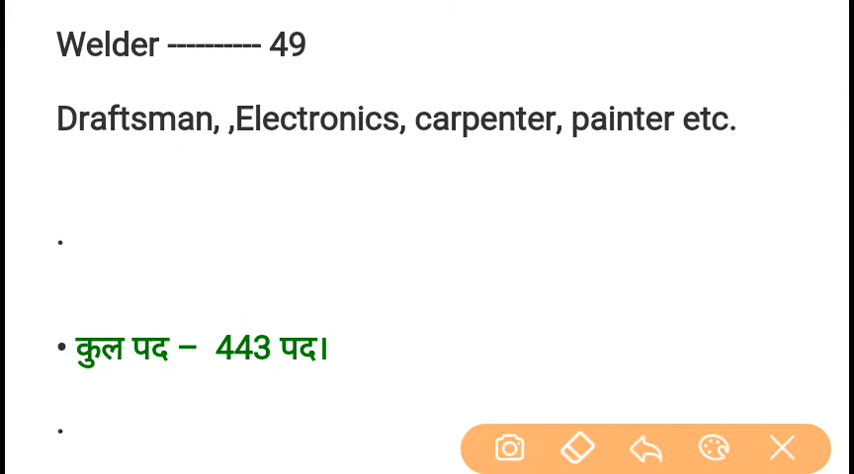 Welder ---------- 49
Draftsman, ,Electronics, carpenter, painter etc.
.
• कुल पद – 443 पद।
.